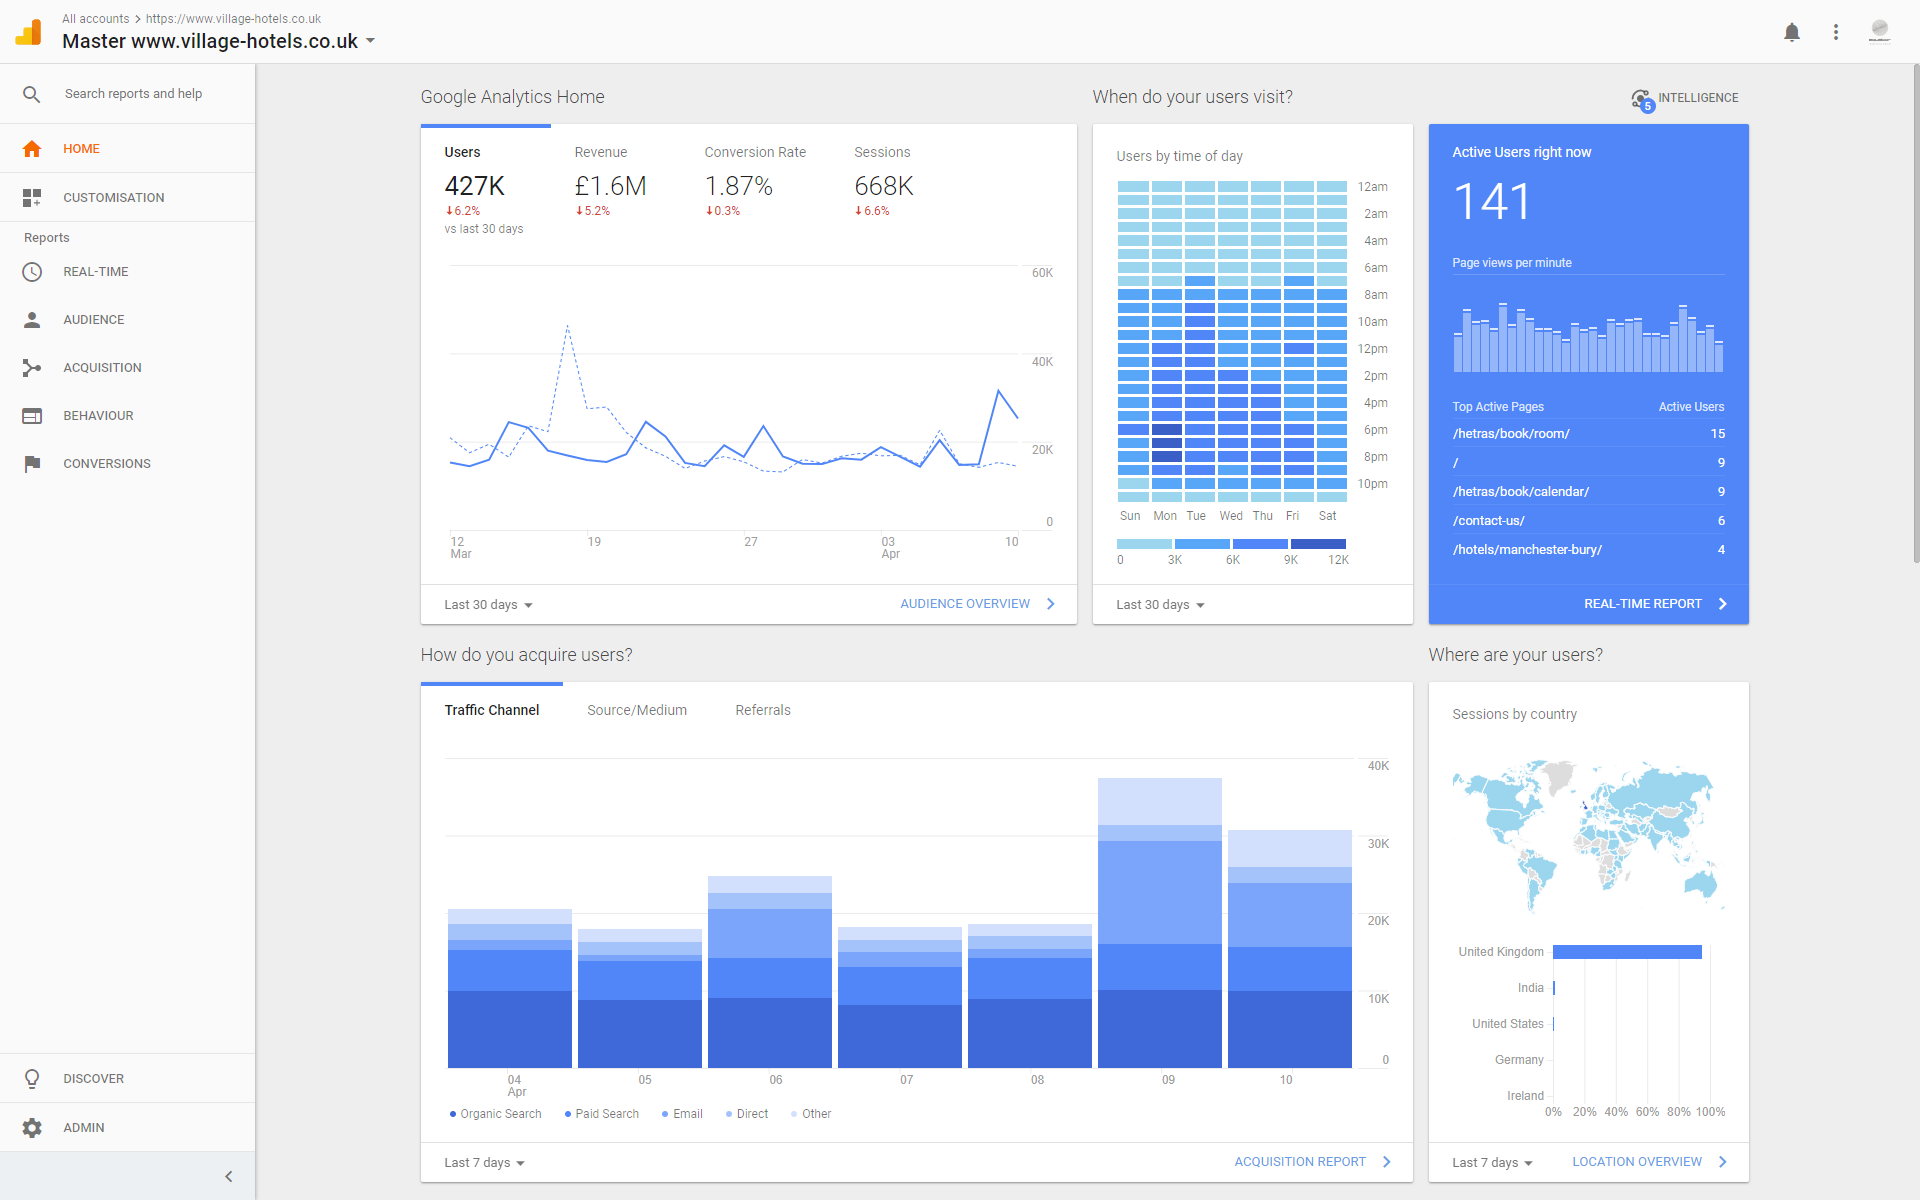 All accounts > https://www.village-hotels.co.uk
Master www.village-hotels.co.uk
Search reports and help
HOME
CUSTOMISATION
Reports
REAL-TIME
AUDIENCE
ACQUISITION
BEHAVIOUR
CONVERSIONS
DISCOVER
ADMIN
Google Analytics Home
Users
427K
↓6.2%
vs last 30 days
Revenue
£1.6M
↓5.2%
Conversion Rate
1.87%
↓0.3%
Sessions
668K
↓6.6%
60K
40K
20K
0
12 19 27 03 10
Mar Apr
Last 30 days
AUDIENCE OVERVIEW
When do your users visit?
Users by time of day
12am
2am
4am
6am
8am
10am
12pm
2pm
4pm
6pm
8pm
10pm
Sun Mon Tue Wed Thu Fri Sat
0 3K 6K 9K 12K
Last 30 days
5 INTELLIGENCE
Active Users right now
141
Page views per minute
Top Active Pages Active Users
/hetras/book/room/ 15
/ 9
/hetras/book/calendar/ 9
/contact-us/ 6
/hotels/manchester-bury/ 4
REAL-TIME REPORT
How do you acquire users?
Traffic Channel Source/Medium Referrals
40K
30K
20K
10K
0
04 05 06 07 08 09 10
Apr
Organic Search Paid Search Email Direct Other
Last 7 days
ACQUISITION REPORT
Where are your users?
Sessions by country
United Kingdom
India
United States
Germany
Ireland
0% 20% 40% 60% 80% 100%
Last 7 days
LOCATION OVERVIEW